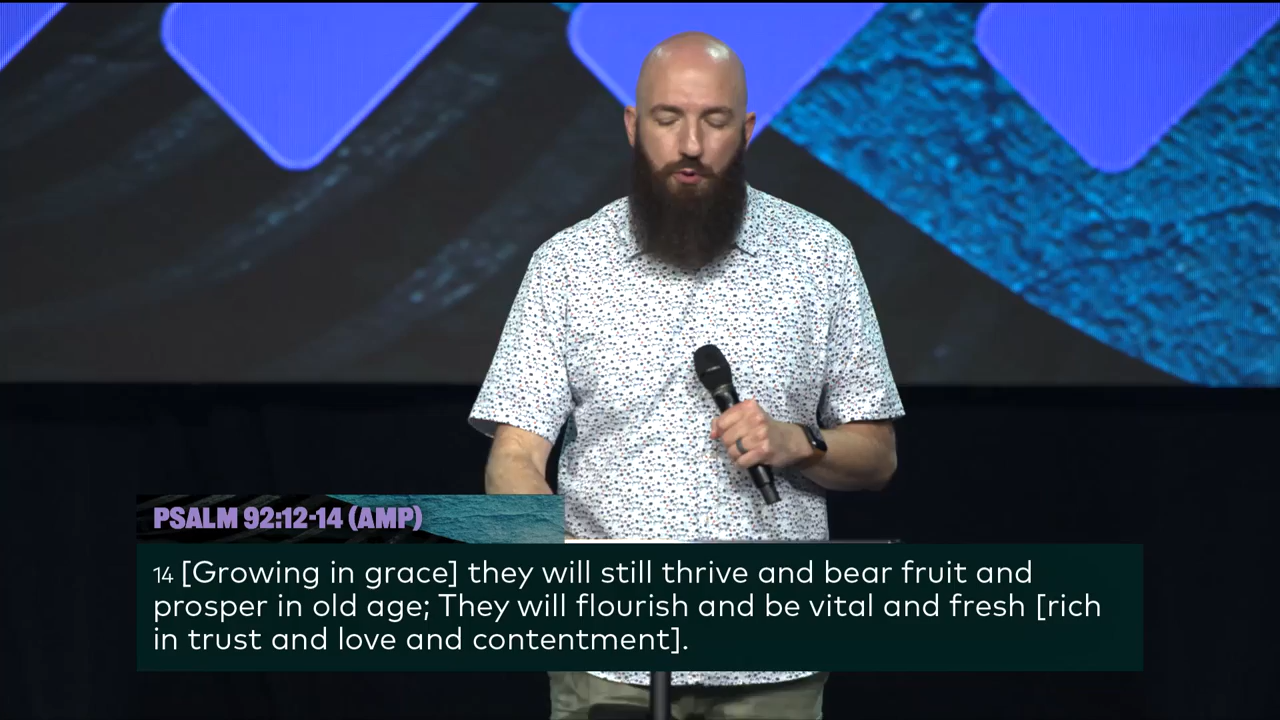 PSALM 92:12-14 (AMP)
14 [Growing in grace] they will still thrive and bear fruit and
prosper in old age; They will flourish and be vital and fresh [rich
in trust and love and contentment].